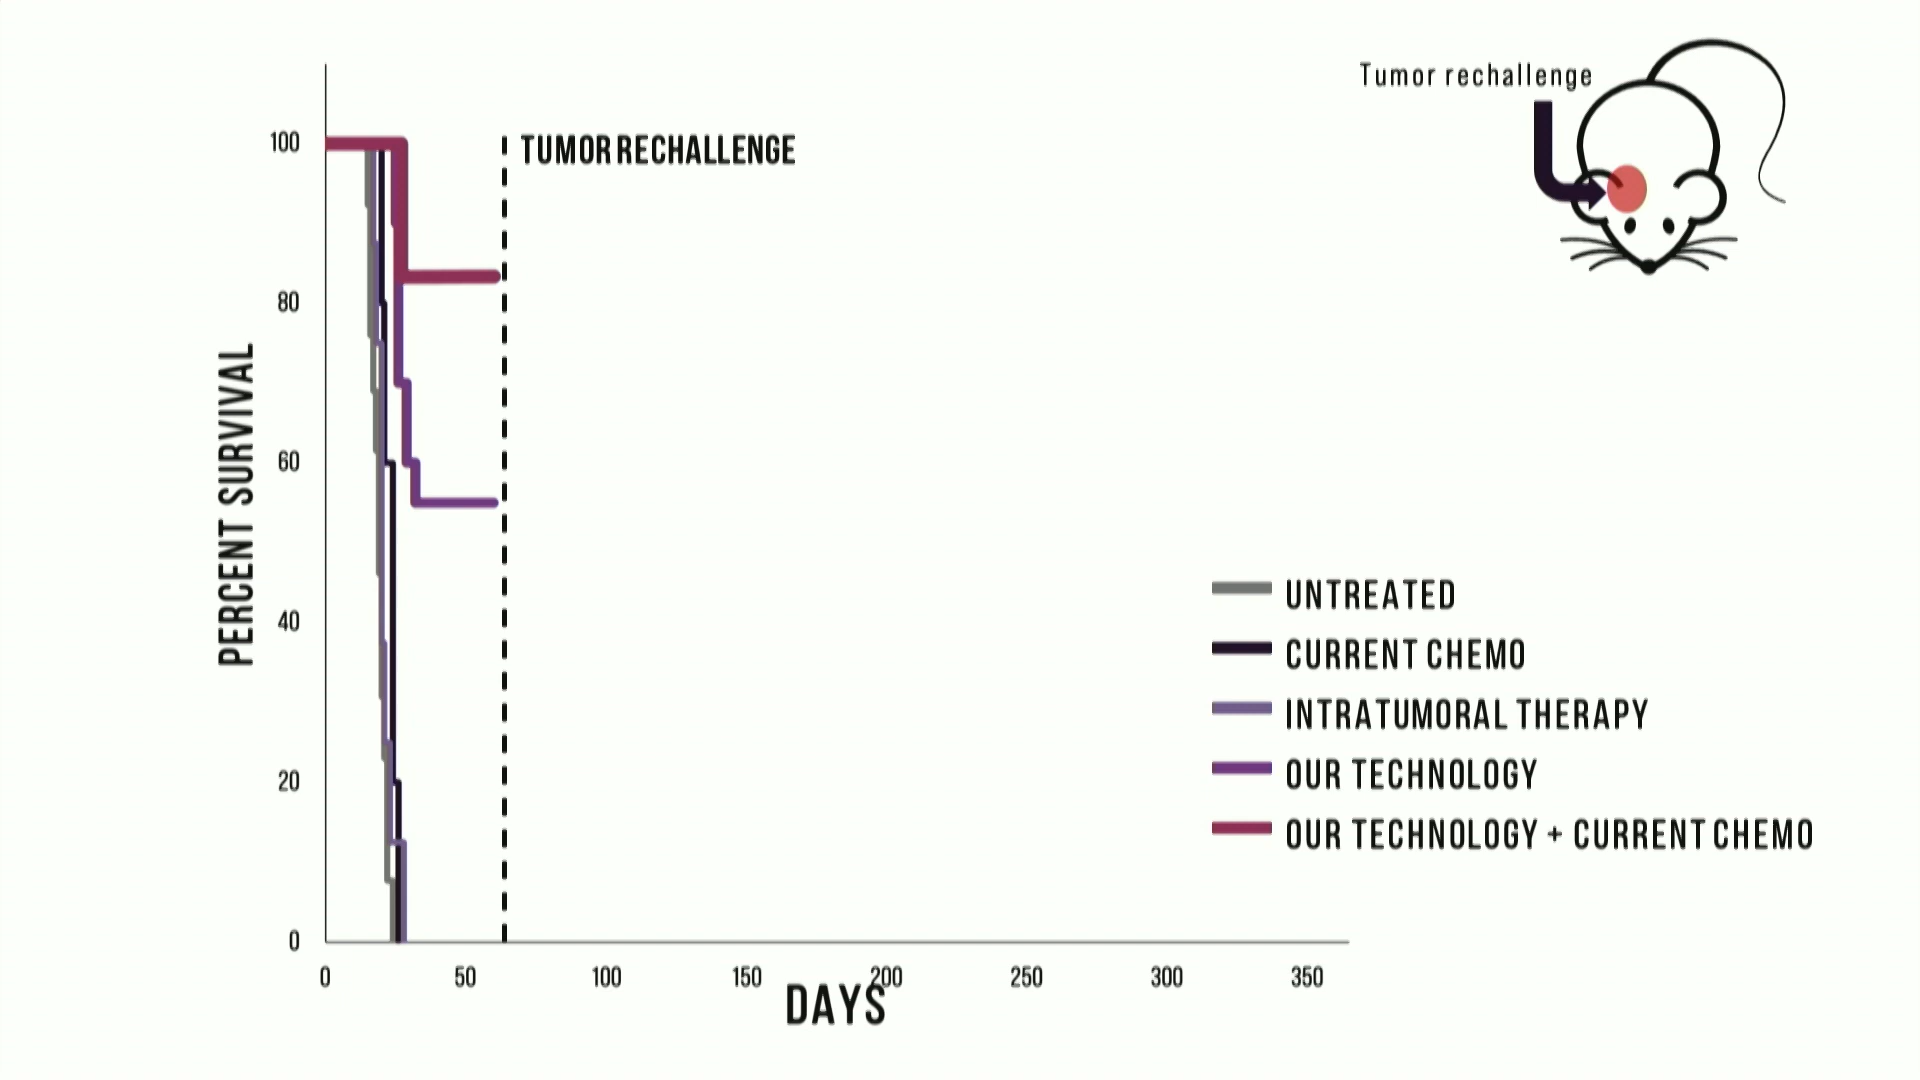 Tumor rechallenge
TUMOR RECHALLENGE
PERCENT SURVIVAL
100
80
60
40
20
0
0 50 100 150 200 250 300 350
DAYS
UNTREATED
CURRENT CHEMO
INTRATUMORAL THERAPY
OUR TECHNOLOGY
OUR TECHNOLOGY + CURRENT CHEMO